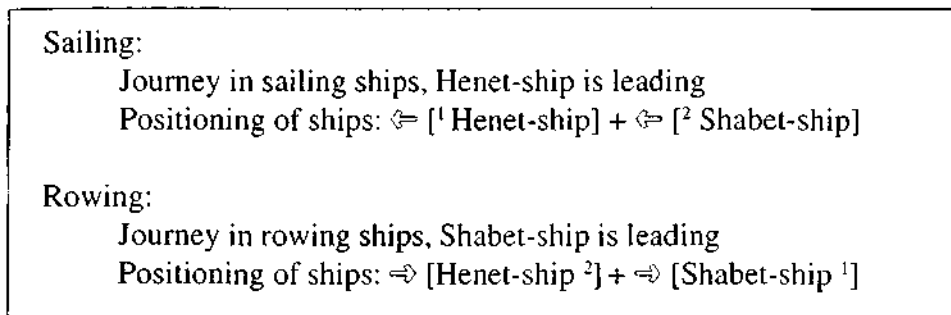 Sailing:
Journey in sailing ships, Henet-ship is leading
Positioning of ships: ⇦ [¹ Henet-ship] + ⇦ [² Shabet-ship]
Rowing:
Journey in rowing ships, Shabet-ship is leading
Positioning of ships: ⇨ [Henet-ship ²] + ⇨ [Shabet-ship ¹]